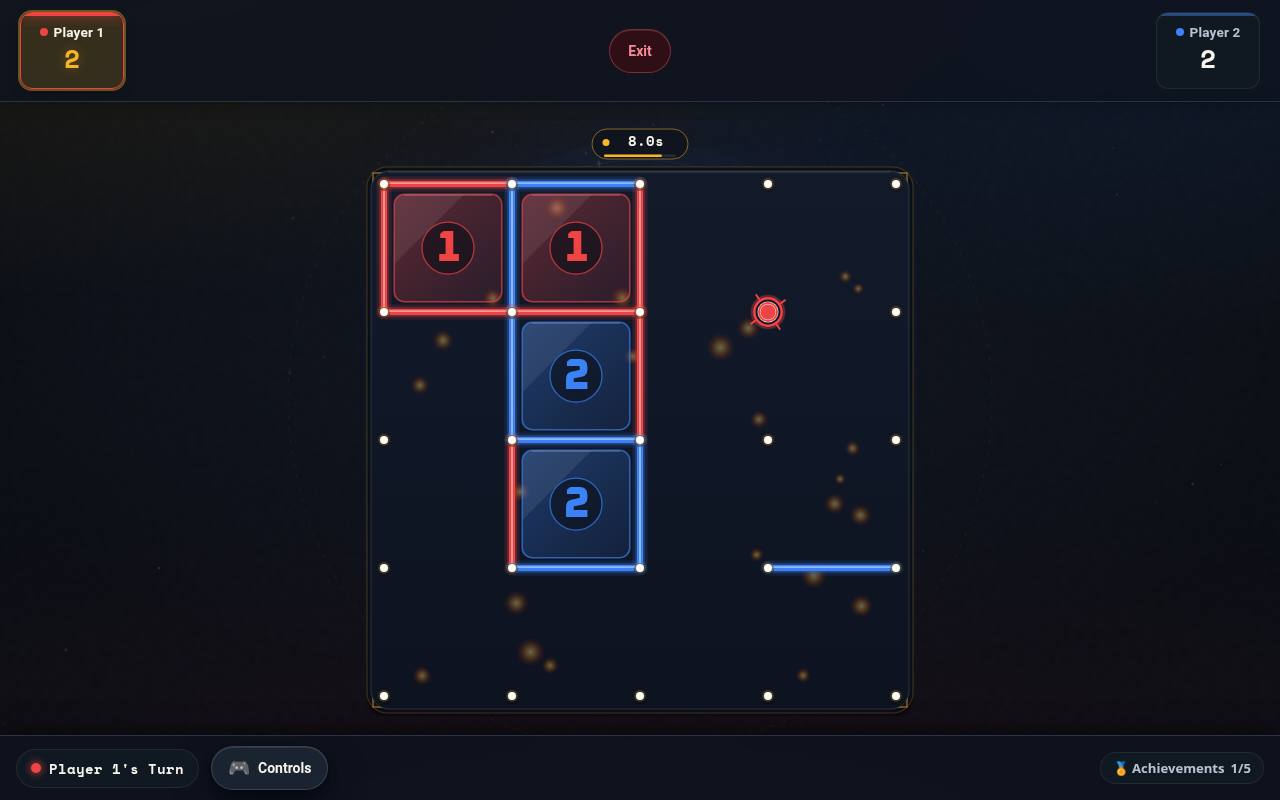 Player 1
2
Exit
Player 2
2
8.0s
1
1
2
2
Player 1's Turn
🎮 Controls
🏅 Achievements 1/5